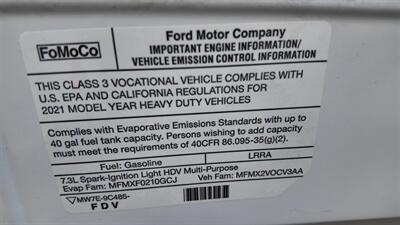 FoMoCo
Ford Motor Company
IMPORTANT ENGINE INFORMATION/
VEHICLE EMISSION CONTROL INFORMATION
THIS CLASS 3 VOCATIONAL VEHICLE COMPLIES WITH
U.S. EPA AND CALIFORNIA REGULATIONS FOR
2021 MODEL YEAR HEAVY DUTY VEHICLES
Complies with Evaporative Emissions Standards with up to
40 gal fuel tank capacity. Persons wishing to add capacity
must meet the requirements of 40CFR 86.095-35(g)(2).
Fuel: Gasoline LRRA
7.3L Spark-Ignition Light HDV Multi-Purpose
Evap Fam: MFMXF0210GCJ Veh Fam: MFMX2VOCV3AA
MW7E-9C485-
FDV